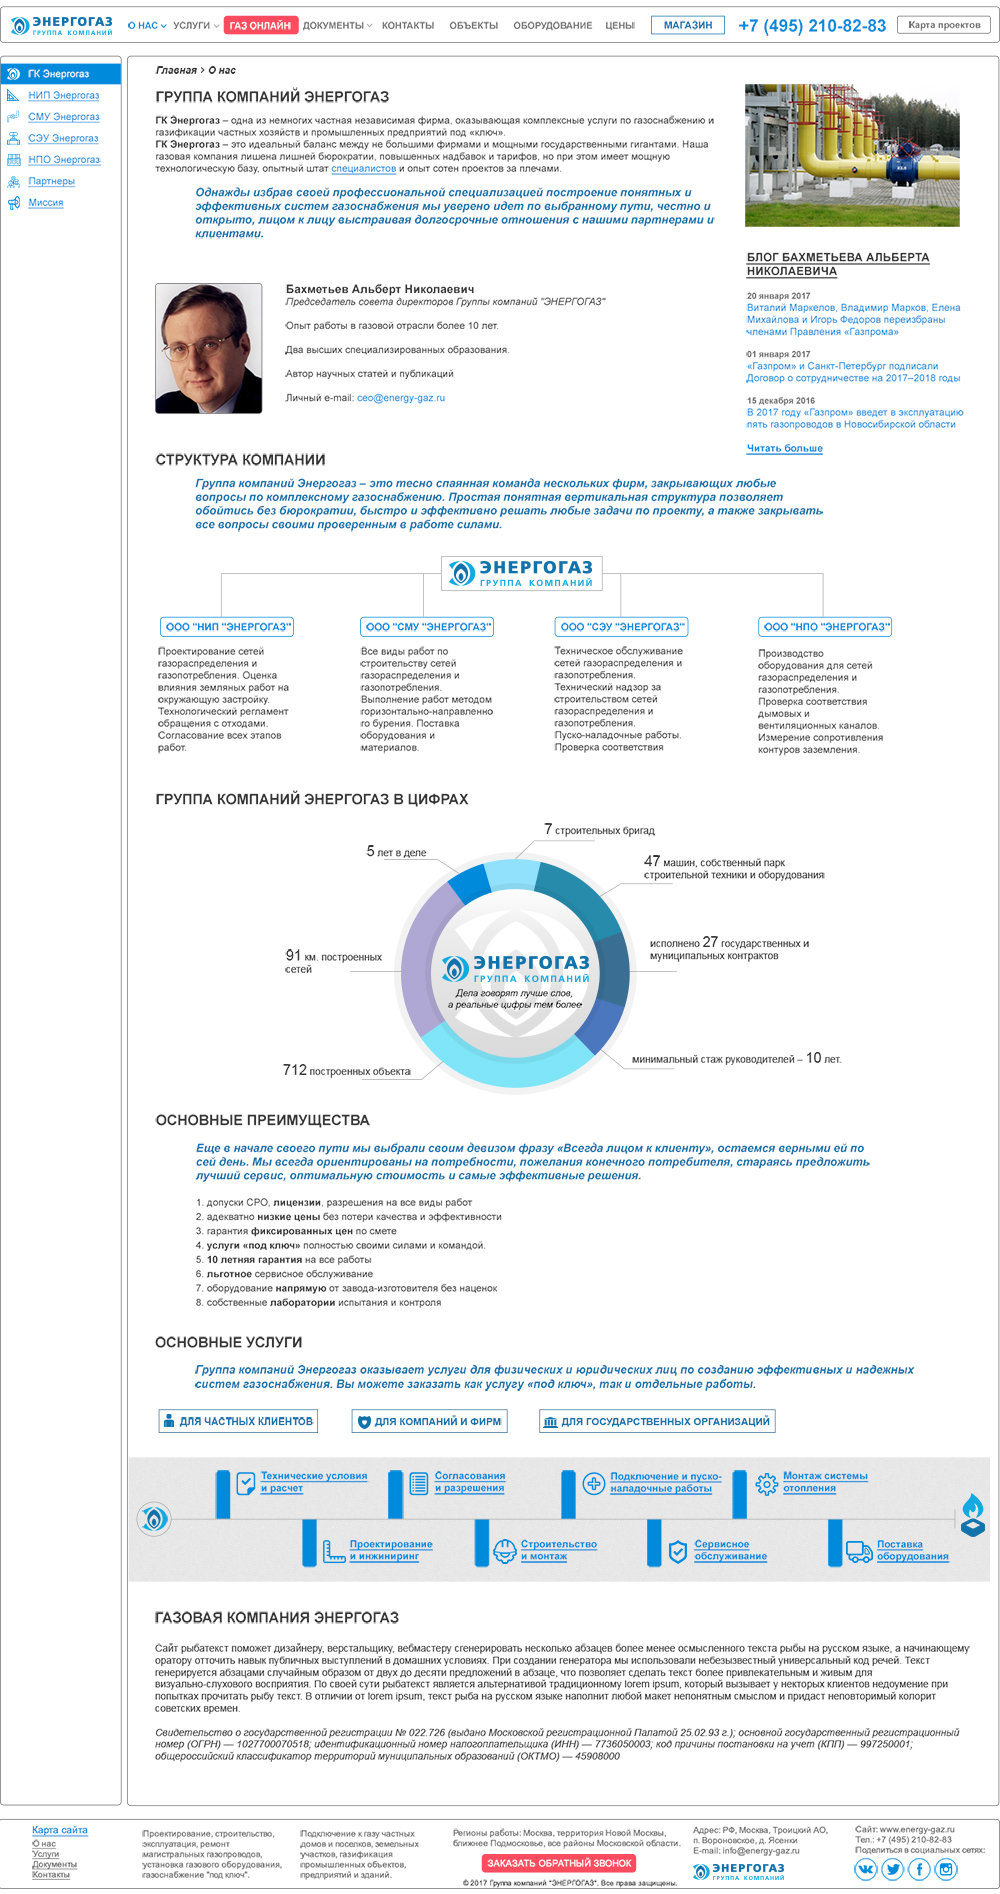 ЭНЕРГОГАЗ
ГРУППА КОМПАНИЙ
О НАС УСЛУГИ ГАЗ ОНЛАЙН ДОКУМЕНТЫ КОНТАКТЫ ОБЪЕКТЫ ОБОРУДОВАНИЕ ЦЕНЫ МАГАЗИН +7 (495) 210-82-83 Карта проектов
ГК Энергогаз
НИП Энергогаз
СМУ Энергогаз
СЭУ Энергогаз
НПО Энергогаз
Партнеры
Миссия
Главная > О нас
ГРУППА КОМПАНИЙ ЭНЕРГОГАЗ
ГК Энергогаз – одна из немногих частная независимая фирма, оказывающая комплексные услуги по газоснабжению и
газификации частных хозяйств и промышленных предприятий под «ключ».
ГК Энергогаз – это идеальный баланс между не большими фирмами и мощными государственными гигантами. Наша
газовая компания лишена лишней бюрократии, повышенных надбавок и тарифов, но при этом имеет мощную
технологическую базу, опытный штат специалистов и опыт сотен проектов за плечами.
Однажды избрав своей профессиональной специализацией построение понятных и
эффективных систем газоснабжения мы уверено идет по выбранному пути, честно и
открыто, лицом к лицу выстраивая долгосрочные отношения с нашими партнерами и
клиентами.
Бахметьев Альберт Николаевич
Председатель совета директоров Группы компаний "ЭНЕРГОГАЗ"
Опыт работы в газовой отрасли более 10 лет.
Два высших специализированных образования.
Автор научных статей и публикаций
Личный e-mail: ceo@energy-gaz.ru
БЛОГ БАХМЕТЬЕВА АЛЬБЕРТА
НИКОЛАЕВИЧА
20 января 2017
Виталий Маркелов, Владимир Марков, Елена
Михайлова и Игорь Федоров переизбраны
членами Правления «Газпрома»
01 января 2017
«Газпром» и Санкт-Петербург подписали
Договор о сотрудничестве на 2017–2018 годы
15 декабря 2016
В 2017 году «Газпром» введет в эксплуатацию
пять газопроводов в Новосибирской области
Читать больше
СТРУКТУРА КОМПАНИИ
Группа компаний Энергогаз – это тесно спаянная команда нескольких фирм, закрывающих любые
вопросы по комплексному газоснабжению. Простая понятная вертикальная структура позволяет
обойтись без бюрократии, быстро и эффективно решать любые задачи по проекту, а также закрывать
все вопросы своими проверенным в работе силами.
ЭНЕРГОГАЗ
ГРУППА КОМПАНИЙ
ООО "НИП "ЭНЕРГОГАЗ"
Проектирование сетей
газораспределения и
газопотребления. Оценка
влияния земляных работ на
окружающую застройку.
Технологический регламент
обращения с отходами.
Согласование всех этапов
работ.
ООО "СМУ "ЭНЕРГОГАЗ"
Все виды работ по
строительству сетей
газораспределения и
газопотребления.
Выполнение работ методом
горизонтально-направленно
го бурения. Поставка
оборудования и
материалов.
ООО "СЭУ "ЭНЕРГОГАЗ"
Техническое обслуживание
сетей газораспределения и
газопотребления.
Технический надзор за
строительством сетей
газораспределения и
газопотребления.
Пуско-наладочные работы.
Проверка соответствия
ООО "НПО "ЭНЕРГОГАЗ"
Производство
оборудования для сетей
газораспределения и
газопотребления.
Проверка соответствия
дымовых и
вентиляционных каналов.
Измерение сопротивления
контуров заземления.
ГРУППА КОМПАНИЙ ЭНЕРГОГАЗ В ЦИФРАХ
7 строительных бригад
5 лет в деле
47 машин, собственный парк
строительной техники и оборудования
91 км. построенных
сетей
исполнено 27 государственных и
муниципальных контрактов
ЭНЕРГОГАЗ
ГРУППА КОМПАНИЙ
Дела говорят лучше слов,
а реальные цифры тем более
712 построенных объекта
минимальный стаж руководителей – 10 лет.
ОСНОВНЫЕ ПРЕИМУЩЕСТВА
Еще в начале своего пути мы выбрали своим девизом фразу «Всегда лицом к клиенту», остаемся верными ей по
сей день. Мы всегда ориентированы на потребности, пожелания конечного потребителя, стараясь предложить
лучший сервис, оптимальную стоимость и самые эффективные решения.
1. допуски СРО, лицензии, разрешения на все виды работ
2. адекватно низкие цены без потери качества и эффективности
3. гарантия фиксированных цен по смете
4. услуги «под ключ» полностью своими силами и командой.
5. 10 летняя гарантия на все работы
6. льготное сервисное обслуживание
7. оборудование напрямую от завода-изготовителя без наценок
8. собственные лаборатории испытания и контроля
ОСНОВНЫЕ УСЛУГИ
Группа компаний Энергогаз оказывает услуги для физических и юридических лиц по созданию эффективных и надежных
систем газоснабжения. Вы можете заказать как услугу «под ключ», так и отдельные работы.
ДЛЯ ЧАСТНЫХ КЛИЕНТОВ
ДЛЯ КОМПАНИЙ И ФИРМ
ДЛЯ ГОСУДАРСТВЕННЫХ ОРГАНИЗАЦИЙ
Технические условия
и расчет
Согласования
и разрешения
Подключение и пуско-
наладочные работы
Монтаж системы
отопления
Проектирование
и инжиниринг
Строительство
и монтаж
Сервисное
обслуживание
Поставка
оборудования
ГАЗОВАЯ КОМПАНИЯ ЭНЕРГОГАЗ
Сайт рыбатекст поможет дизайнеру, верстальщику, вебмастеру сгенерировать несколько абзацев более менее осмысленного текста рыбы на русском языке, а начинающему
оратору отточить навык публичных выступлений в домашних условиях. При создании генератора мы использовали небезызвестный универсальный код речей. Текст
генерируется абзацами случайным образом от двух до десяти предложений в абзаце, что позволяет сделать текст более привлекательным и живым для
визуально-слухового восприятия. По своей сути рыбатекст является альтернативой традиционному lorem ipsum, который вызывает у некторых клиентов недоумение при
попытках прочитать рыбу текст. В отличии от lorem ipsum, текст рыба на русском языке наполнит любой макет непонятным смыслом и придаст неповторимый колорит
советских времен.
Свидетельство о государственной регистрации № 022.726 (выдано Московской регистрационной Палатой 25.02.93 г.); основной государственный регистрационный
номер (ОГРН) — 1027700070518; идентификационный номер налогоплательщика (ИНН) — 7736050003; код причины постановки на учет (КПП) — 997250001;
общероссийский классификатор территорий муниципальных образований (ОКТМО) — 45908000
Карта сайта
О нас
Услуги
Документы
Контакты
Проектирование, строительство,
эксплуатация, ремонт
магистральных газопроводов,
установка газового оборудования,
газоснабжение "под ключ".
Подключение к газу частных
домов и поселков, земельных
участков, газификация
промышленных объектов,
предприятий и зданий.
Регионы работы: Москва, территория Новой Москвы,
ближнее Подмосковье, все районы Московской области.
ЗАКАЗАТЬ ОБРАТНЫЙ ЗВОНОК
© 2017 Группа компаний "ЭНЕРГОГАЗ". Все права защищены.
Адрес: РФ, Москва, Троицкий АО,
п. Вороновское, д. Ясенки
E-mail: info@energy-gaz.ru
ЭНЕРГОГАЗ
ГРУППА КОМПАНИЙ
Сайт: www.energy-gaz.ru
Тел.: +7 (495) 210-82-83
Поделиться в социальных сетях: